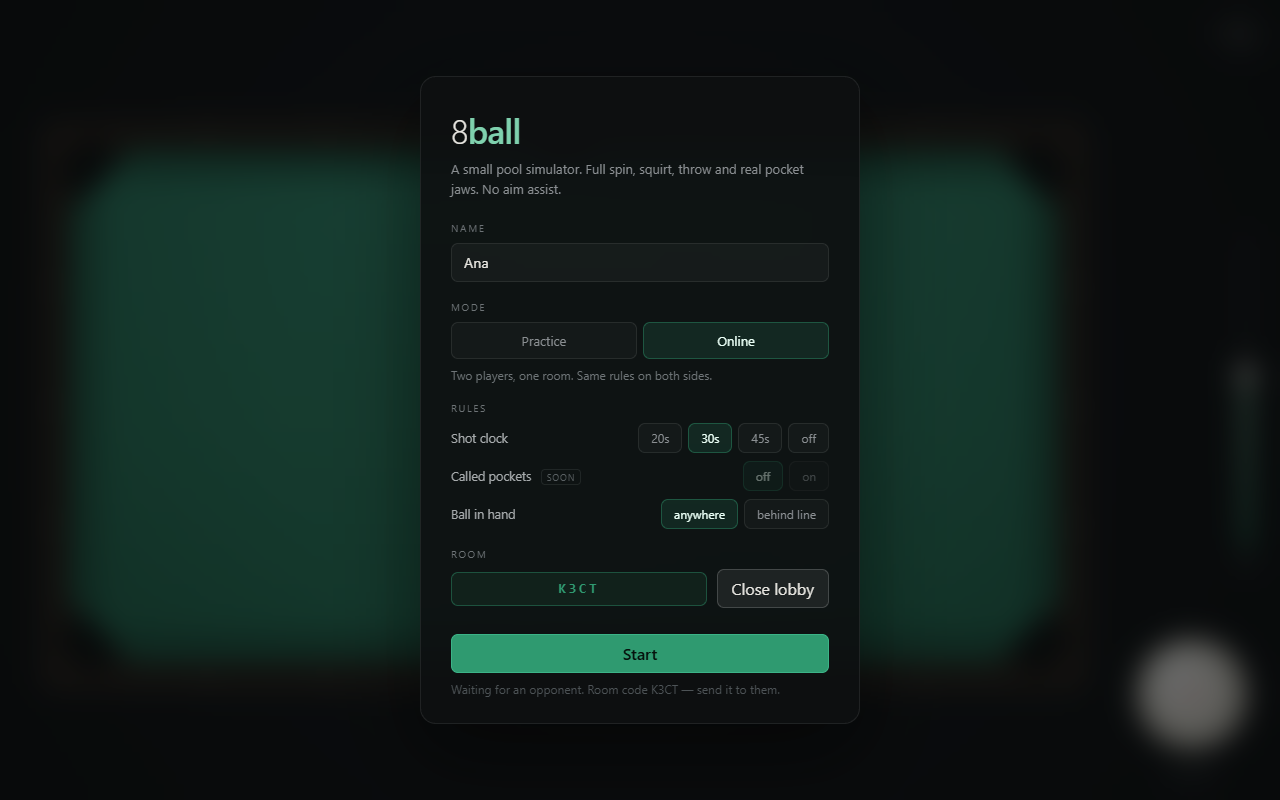 8ball
A small pool simulator. Full spin, squirt, throw and real pocket
jaws. No aim assist.
NAME
Ana
MODE
Practice Online
Two players, one room. Same rules on both sides.
RULES
Shot clock 20s 30s 45s off
Called pockets SOON off on
Ball in hand anywhere behind line
ROOM
K3CT Close lobby
Start
Waiting for an opponent. Room code K3CT — send it to them.